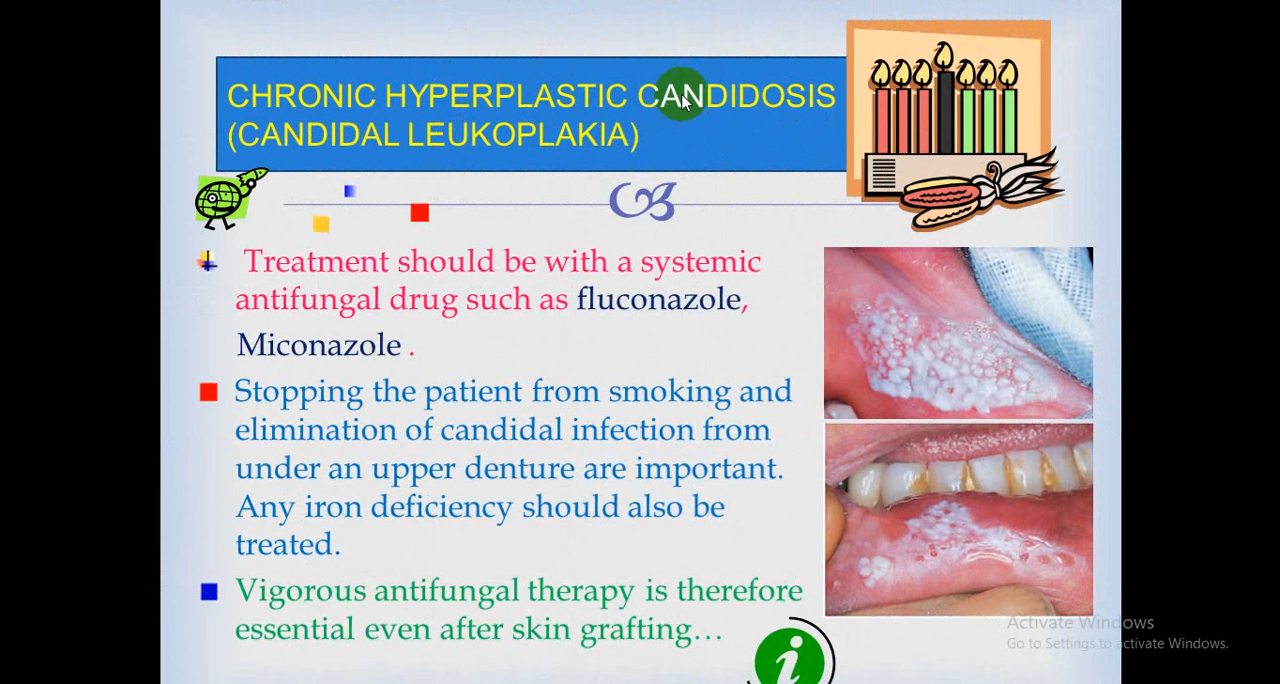 CHRONIC HYPERPLASTIC CANDIDOSIS
(CANDIDAL LEUKOPLAKIA)
Treatment should be with a systemic
antifungal drug such as fluconazole,
Miconazole .
Stopping the patient from smoking and
elimination of candidal infection from
under an upper denture are important.
Any iron deficiency should also be
treated.
Vigorous antifungal therapy is therefore
essential even after skin grafting…
i
Activate Windows
Go to Settings to activate Windows.